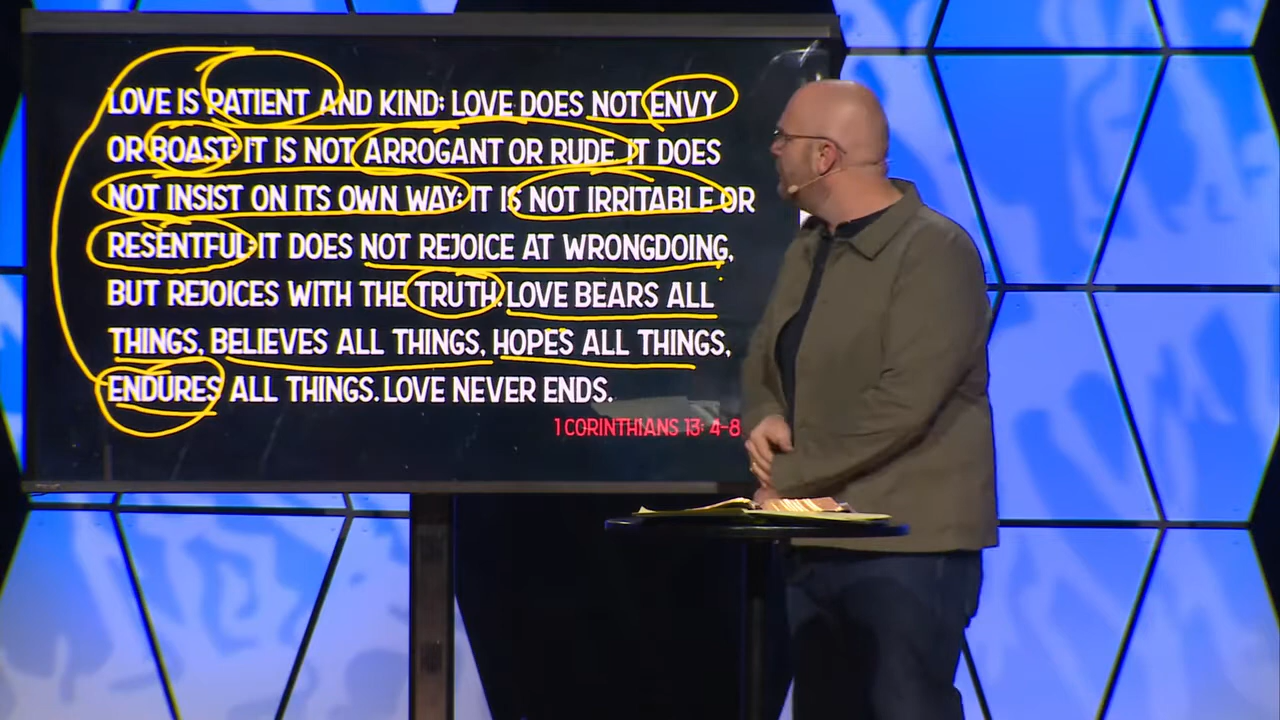 LOVE IS PATIENT AND KIND; LOVE DOES NOT ENVY
OR BOAST; IT IS NOT ARROGANT OR RUDE. IT DOES
NOT INSIST ON ITS OWN WAY; IT IS NOT IRRITABLE OR
RESENTFUL; IT DOES NOT REJOICE AT WRONGDOING,
BUT REJOICES WITH THE TRUTH. LOVE BEARS ALL
THINGS, BELIEVES ALL THINGS, HOPES ALL THINGS,
ENDURES ALL THINGS. LOVE NEVER ENDS.
1 CORINTHIANS 13: 4-8